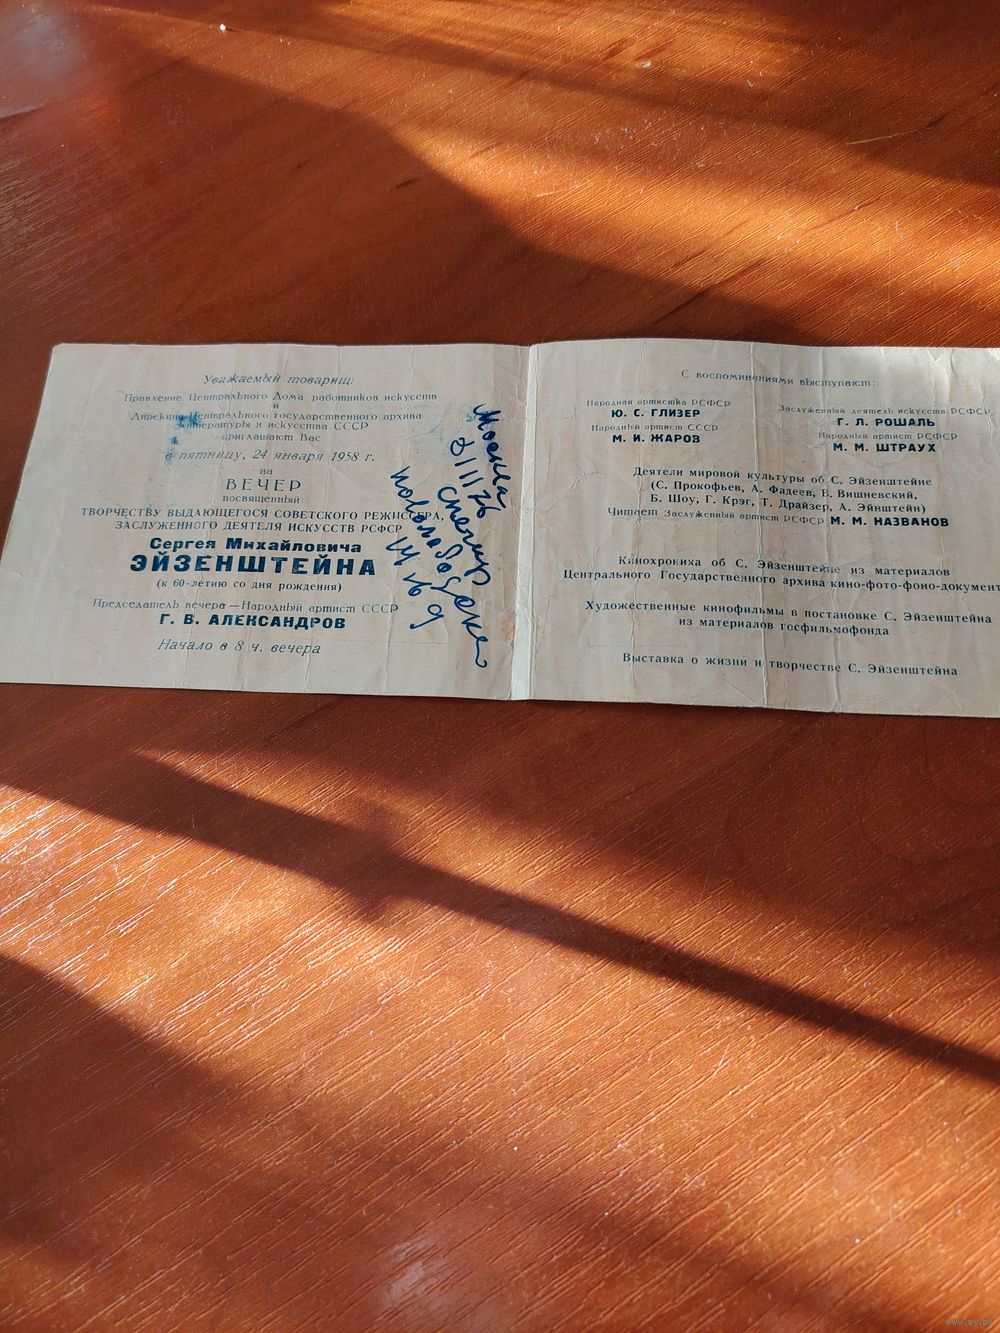 Уважаемый товарищ!
Правление Центрального Дома работников искусств
и
Дирекция Центрального государственного архива
литературы и искусства СССР
приглашают Вас
в пятницу, 24 января 1958 г.
на
ВЕЧЕР
посвященный
ТВОРЧЕСТВУ ВЫДАЮЩЕГОСЯ СОВЕТСКОГО РЕЖИССЕРА,
ЗАСЛУЖЕННОГО ДЕЯТЕЛЯ ИСКУССТВ РСФСР
Сергея Михайловича
ЭЙЗЕНШТЕЙНА
(к 60-летию со дня рождения)
Председатель вечера — Народный артист СССР
Г. В. АЛЕКСАНДРОВ
Начало в 8 ч. вечера
Москва
С воспоминаниями выступают:
Народная артистка РСФСР
Ю. С. ГЛИЗЕР
Народный артист СССР
М. И. ЖАРОВ
Заслуженный деятель искусств РСФСР
Г. Л. РОШАЛЬ
Народный артист РСФСР
М. М. ШТРАУХ
Деятели мировой культуры об С. Эйзенштейне
(С. Прокофьев, А. Фадеев, В. Вишневский,
Б. Шоу, Г. Крэг, Т. Драйзер, А. Эйнштейн)
Читает Заслуженный артист РСФСР М. М. НАЗВАНОВ
Кинохроника об С. Эйзенштейне из материалов
Центрального Государственного архива кино-фото-фоно-документ
Художественные кинофильмы в постановке С. Эйзенштейна
из материалов госфильмофонда
Выставка о жизни и творчестве С. Эйзенштейна